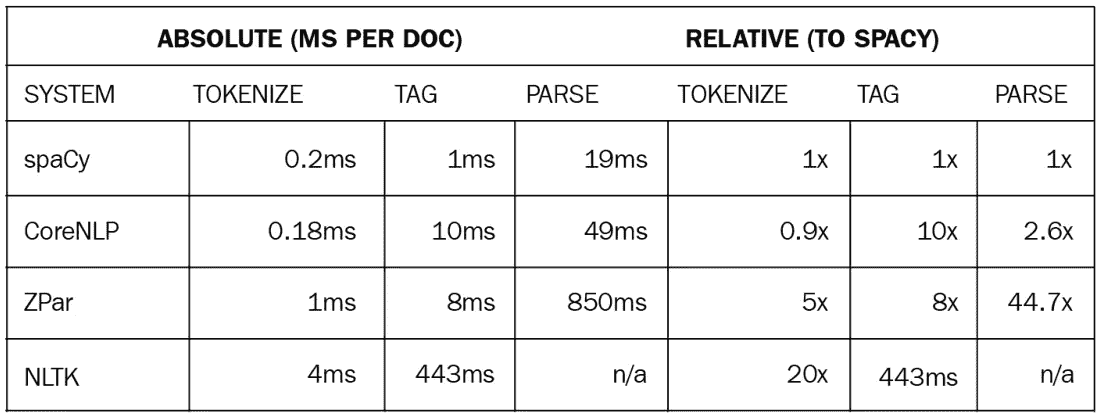 ABSOLUTE (MS PER DOC) RELATIVE (TO SPACY)
SYSTEM TOKENIZE TAG PARSE TOKENIZE TAG PARSE
spaCy 0.2ms 1ms 19ms 1x 1x 1x
CoreNLP 0.18ms 10ms 49ms 0.9x 10x 2.6x
ZPar 1ms 8ms 850ms 5x 8x 44.7x
NLTK 4ms 443ms n/a 20x 443ms n/a